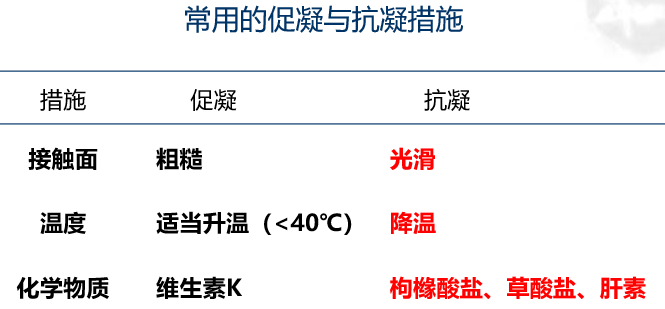 常用的促凝与抗凝措施
措施 促凝 抗凝
接触面 粗糙 光滑
温度 适当升温（<40℃） 降温
化学物质 维生素K 枸橼酸盐、草酸盐、肝素